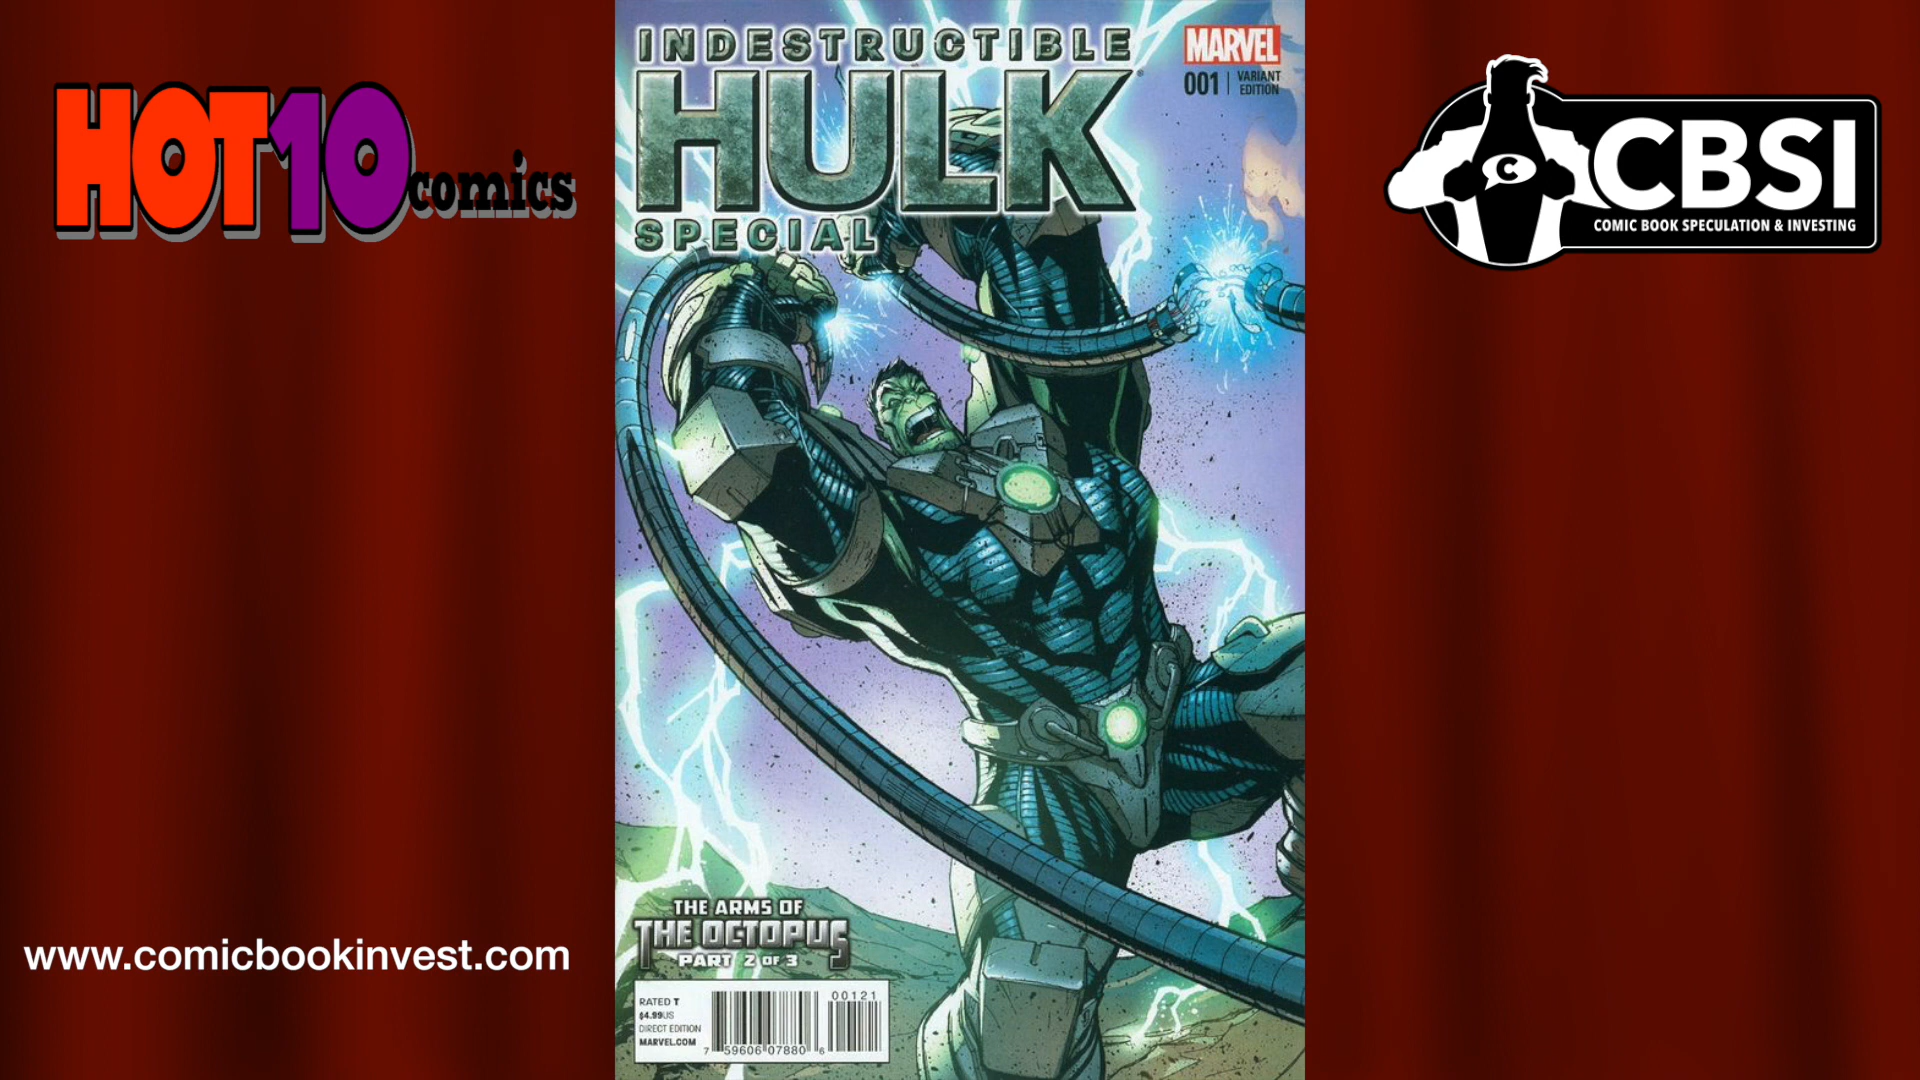 HOT10comics
INDESTRUCTIBLE
HULK
SPECIAL
MARVEL
001 | VARIANT
EDITION
C
CBSI
COMIC BOOK SPECULATION & INVESTING
www.comicbookinvest.com
THE ARMS OF
THE OCTOPUS
PART 2 OF 3
RATED T
$4.99US
DIRECT EDITION
MARVEL.COM
00121
7 59606 07880 6